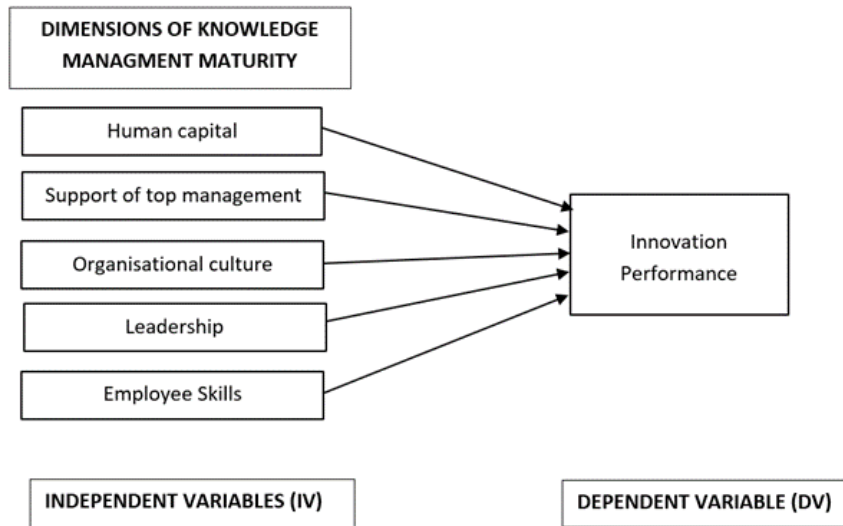 DIMENSIONS OF KNOWLEDGE
MANAGMENT MATURITY
Human capital
Support of top management
Organisational culture
Leadership
Employee Skills
Innovation
Performance
INDEPENDENT VARIABLES (IV)
DEPENDENT VARIABLE (DV)